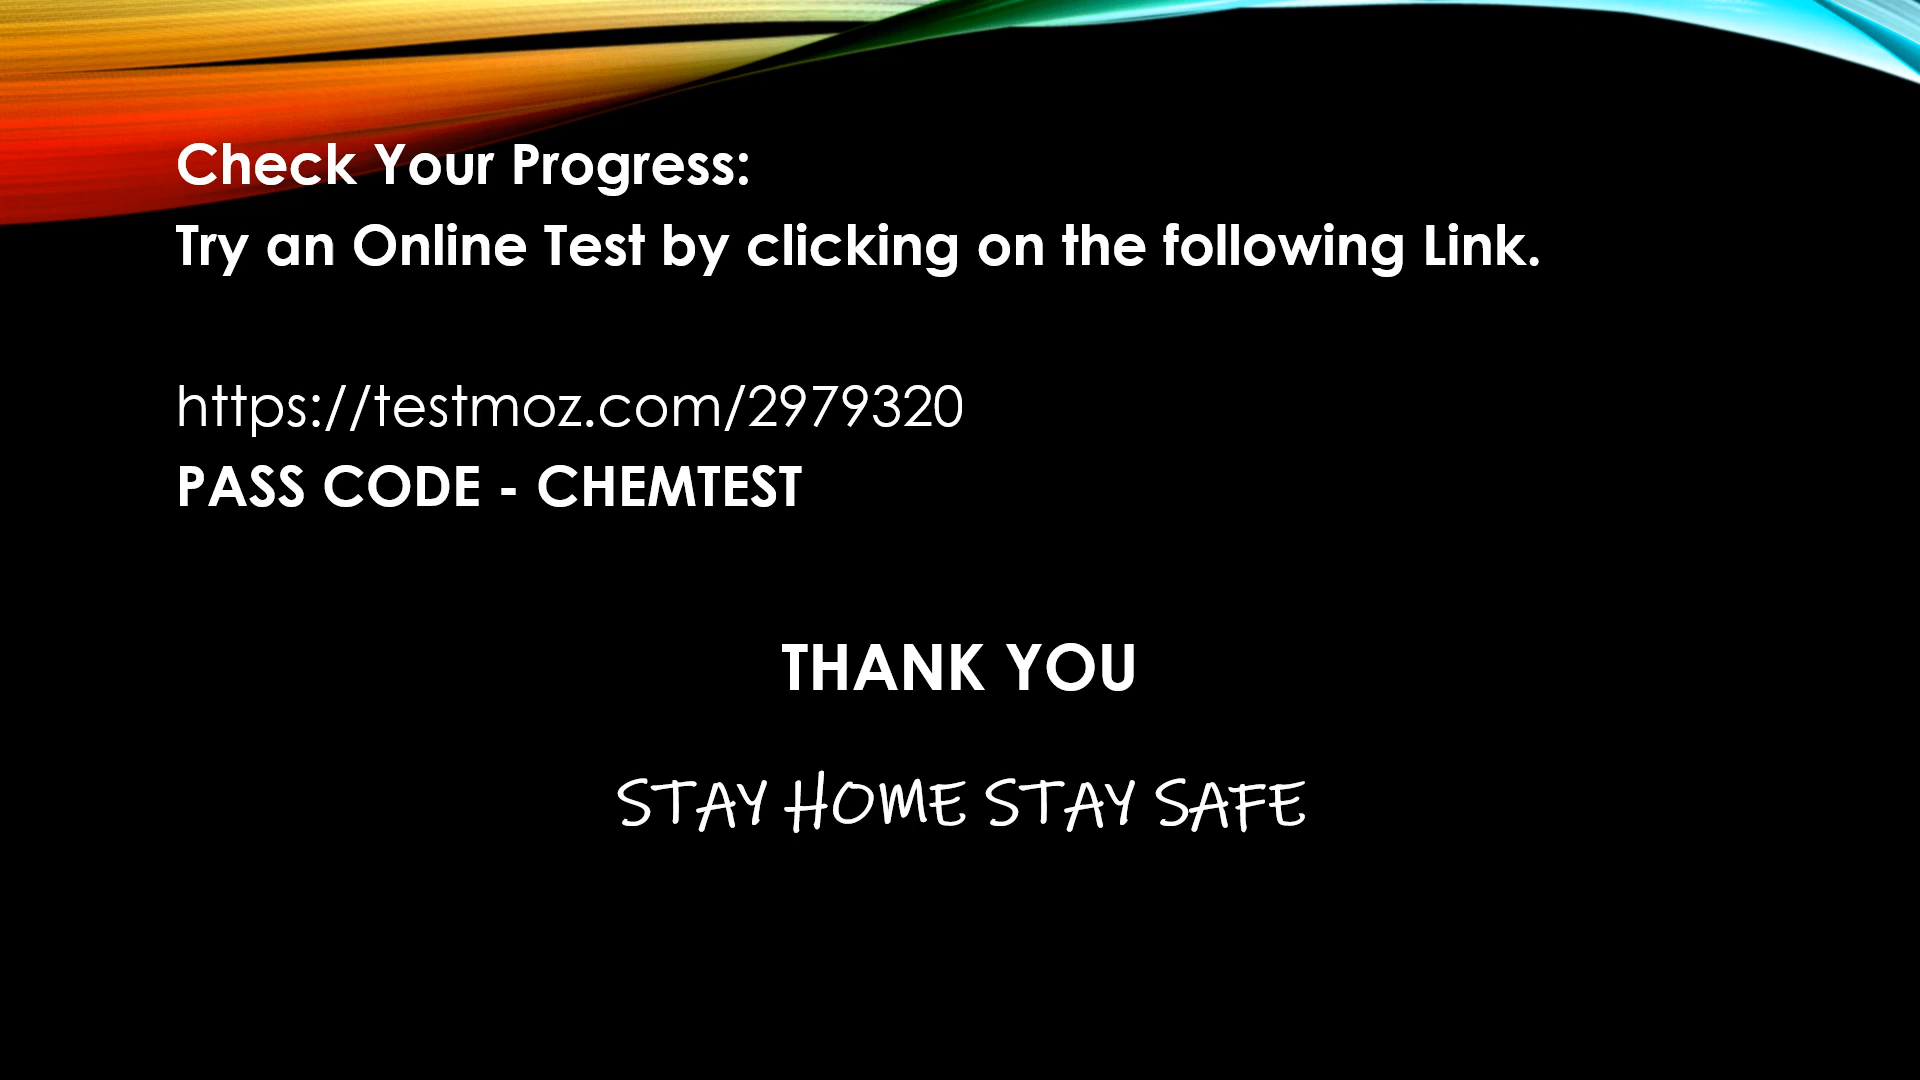 Check Your Progress:
Try an Online Test by clicking on the following Link.
https://testmoz.com/2979320
PASS CODE - CHEMTEST
THANK YOU
STAY HOME STAY SAFE